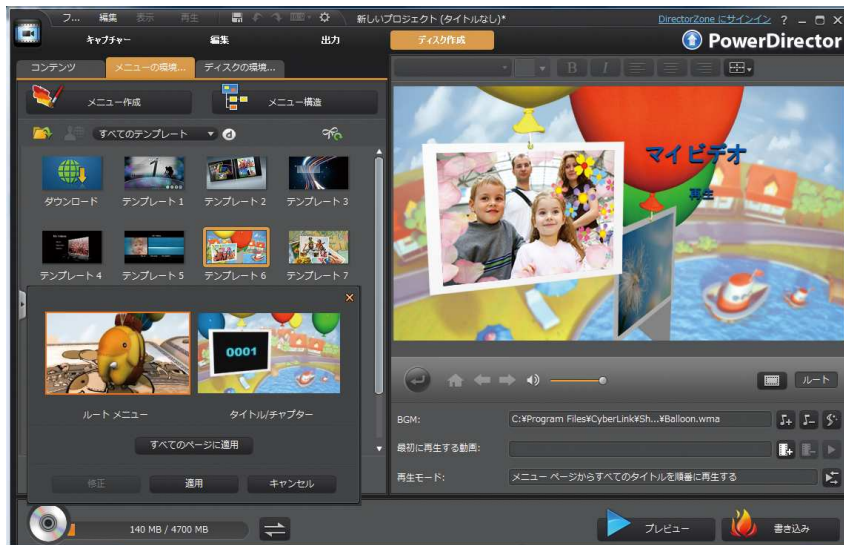 フ... 編集 表示 再生 新しいプロジェクト (タイトルなし)* DirectorZone にサインイン ?
キャプチャー 編集 出力 ディスク作成 PowerDirector
コンテンツ メニューの環境... ディスクの環境...
B I
メニュー作成 メニュー構造
すべてのテンプレート d
マイ ビデオ
再生
ダウンロード テンプレート 1 テンプレート 2 テンプレート 3
テンプレート 4 テンプレート 5 テンプレート 6 テンプレート 7
0001
ルート メニュー タイトル/チャプター
すべてのページに適用
修正 適用 キャンセル
ルート
BGM: C:¥Program Files¥CyberLink¥Sh...¥Balloon.wma
最初に再生する動画:
再生モード: メニュー ページからすべてのタイトルを順番に再生する
140 MB / 4700 MB プレビュー 書き込み